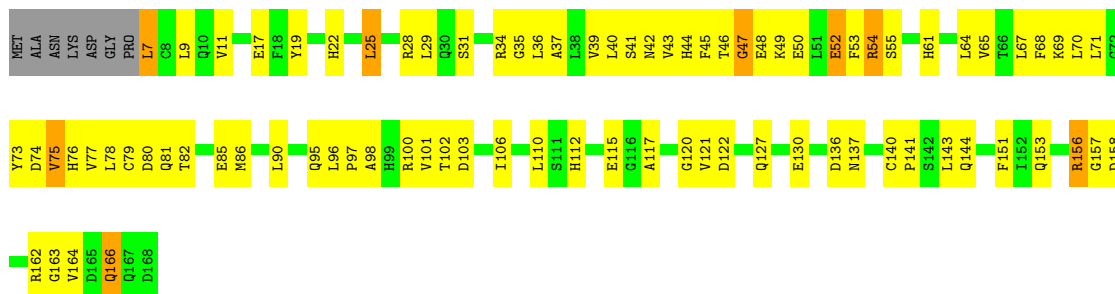 MET ALA ASN LYS ASP GLY PRO L7 C8 L9 Q10 V11 E17 F18 Y19 H22 L25 R28 L29 Q30 S31 R34 G35 L36 A37 L38 V39 L40 S41 N42 V43 H44 F45 T46 G47 E48 K49 E50 L51 E52 F53 R54 S55 H61 L64 V65 T66 L67 F68 K69 L70 L71 G72
Y73 D74 V75 H76 V77 L78 C79 D80 Q81 T82 E85 M86 L90 Q95 L96 P97 A98 H99 R100 V101 T102 D103 I106 L110 S111 H112 E115 G116 A117 G120 V121 D122 Q127 E130 D136 N137 C140 P141 S142 L143 Q144 F151 I152 Q153 R156 G157 D158
R162 G163 V164 D165 Q166 Q167 D168